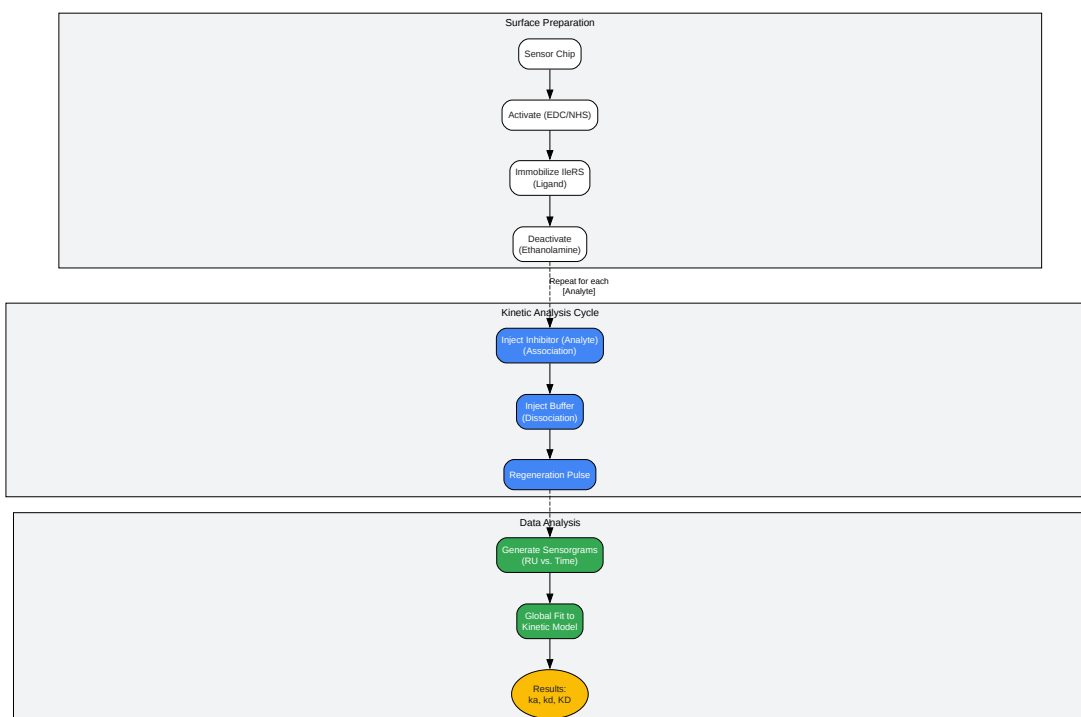 Surface Preparation
Sensor Chip
Activate (EDC/NHS)
Immobilize IleRS
(Ligand)
Deactivate
(Ethanolamine)
Repeat for each
[Analyte]
Kinetic Analysis Cycle
Inject Inhibitor (Analyte)
(Association)
Inject Buffer
(Dissociation)
Regeneration Pulse
Data Analysis
Generate Sensorgrams
(RU vs. Time)
Global Fit to
Kinetic Model
Results:
ka, kd, KD